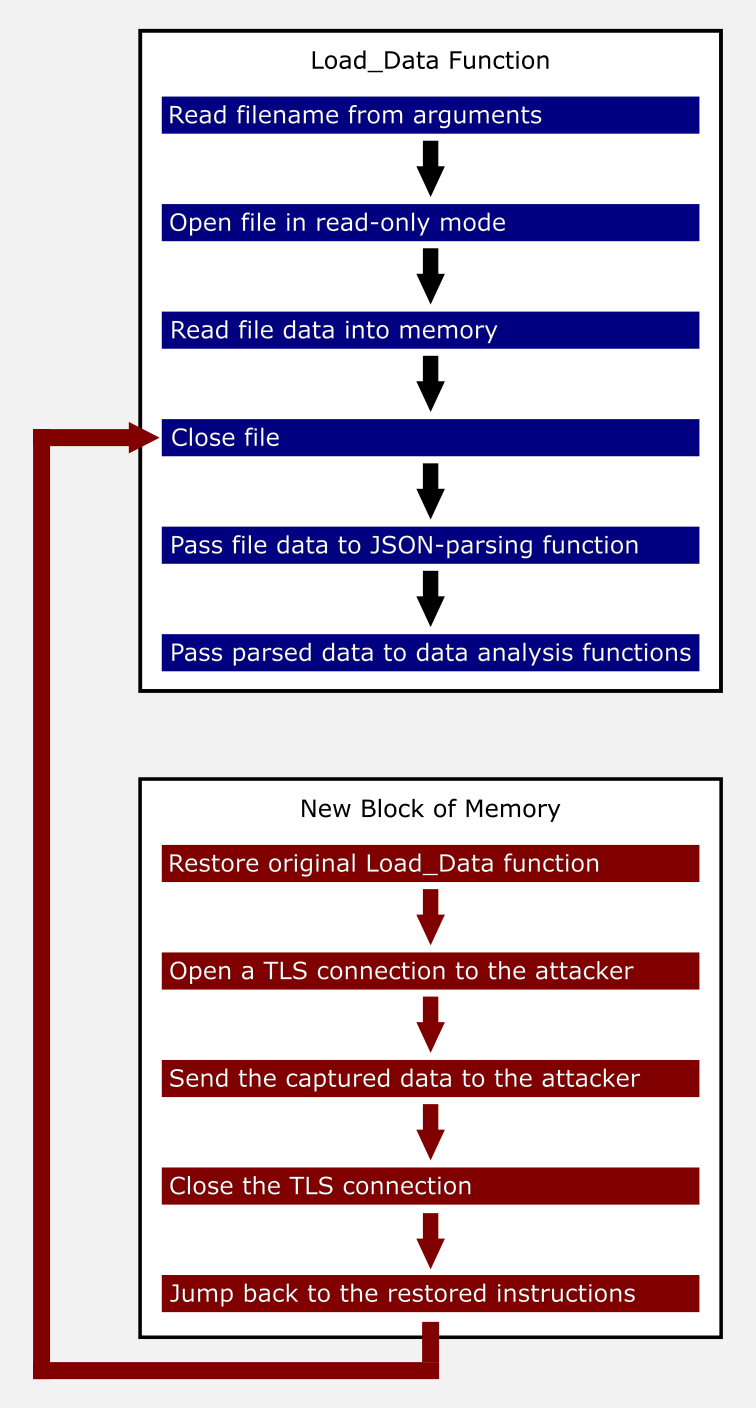 Load_Data Function
Read filename from arguments
Open file in read-only mode
Read file data into memory
Close file
Pass file data to JSON-parsing function
Pass parsed data to data analysis functions
New Block of Memory
Restore original Load_Data function
Open a TLS connection to the attacker
Send the captured data to the attacker
Close the TLS connection
Jump back to the restored instructions